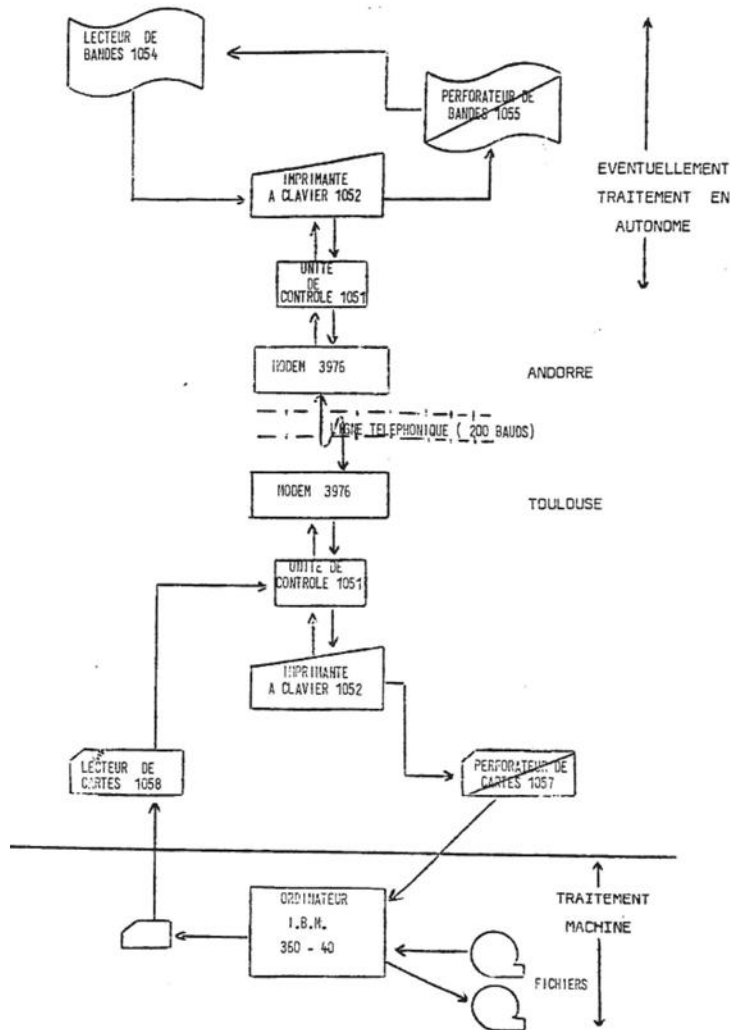 LECTEUR DE
BANDES 1054
PERFORATEUR DE
BANDES 1055
IMPRIMANTE
A CLAVIER 1052
EVENTUELLEMENT
TRAITEMENT EN
AUTONOME
UNITE
DE
CONTRÔLE 1051
MODEM 3976
ANDORRE
LIGNE TELEPHONIQUE ( 200 BAUDS)
MODEM 3976
TOULOUSE
UNITE DE
CONTRÔLE 1051
IMPRIMANTE
A CLAVIER 1052
LECTEUR DE
CARTES 1058
PERFORATEUR DE
CARTES 1057
ORDINATEUR
I.B.M.
360 - 40
TRAITEMENT
MACHINE
FICHIERS